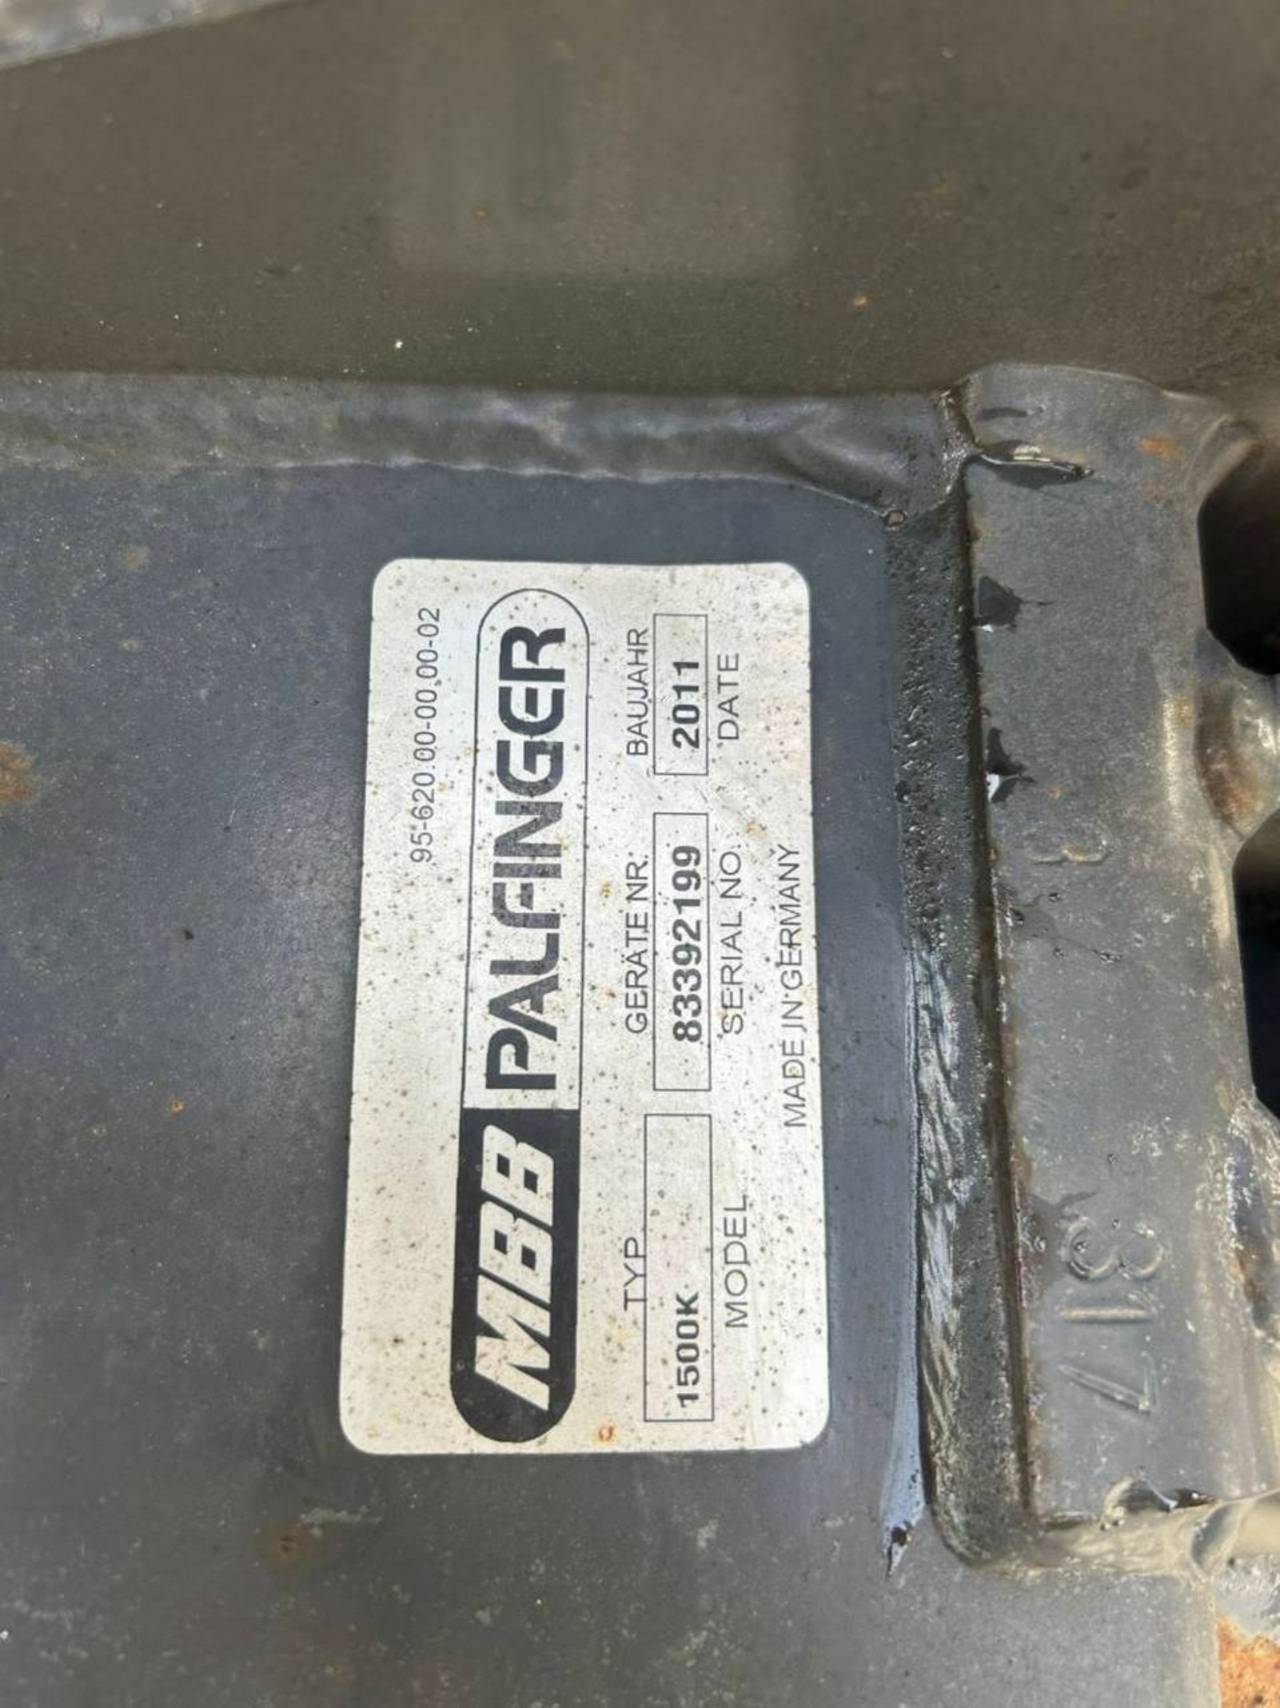 95-620.00-00.00-02
MBB PALFINGER
TYP GERÄTE NR. BAUJAHR
1500K 83392199 2011
MODEL SERIAL NO. DATE
MADE IN GERMANY
317